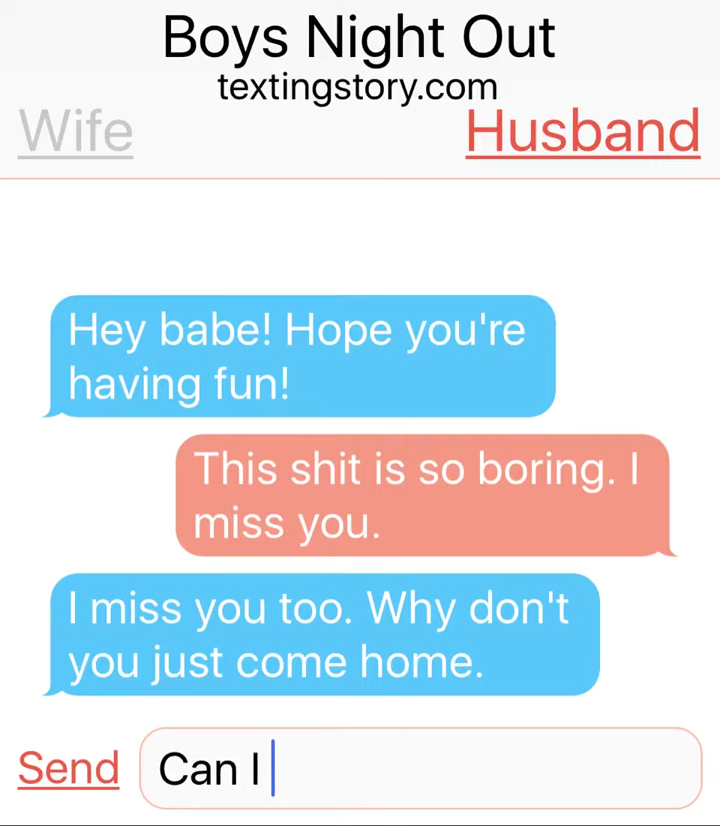 Boys Night Out
textingstory.com
Wife
Husband
Hey babe! Hope you're
having fun!
This shit is so boring. I
miss you.
I miss you too. Why don't
you just come home.
Send
Can I